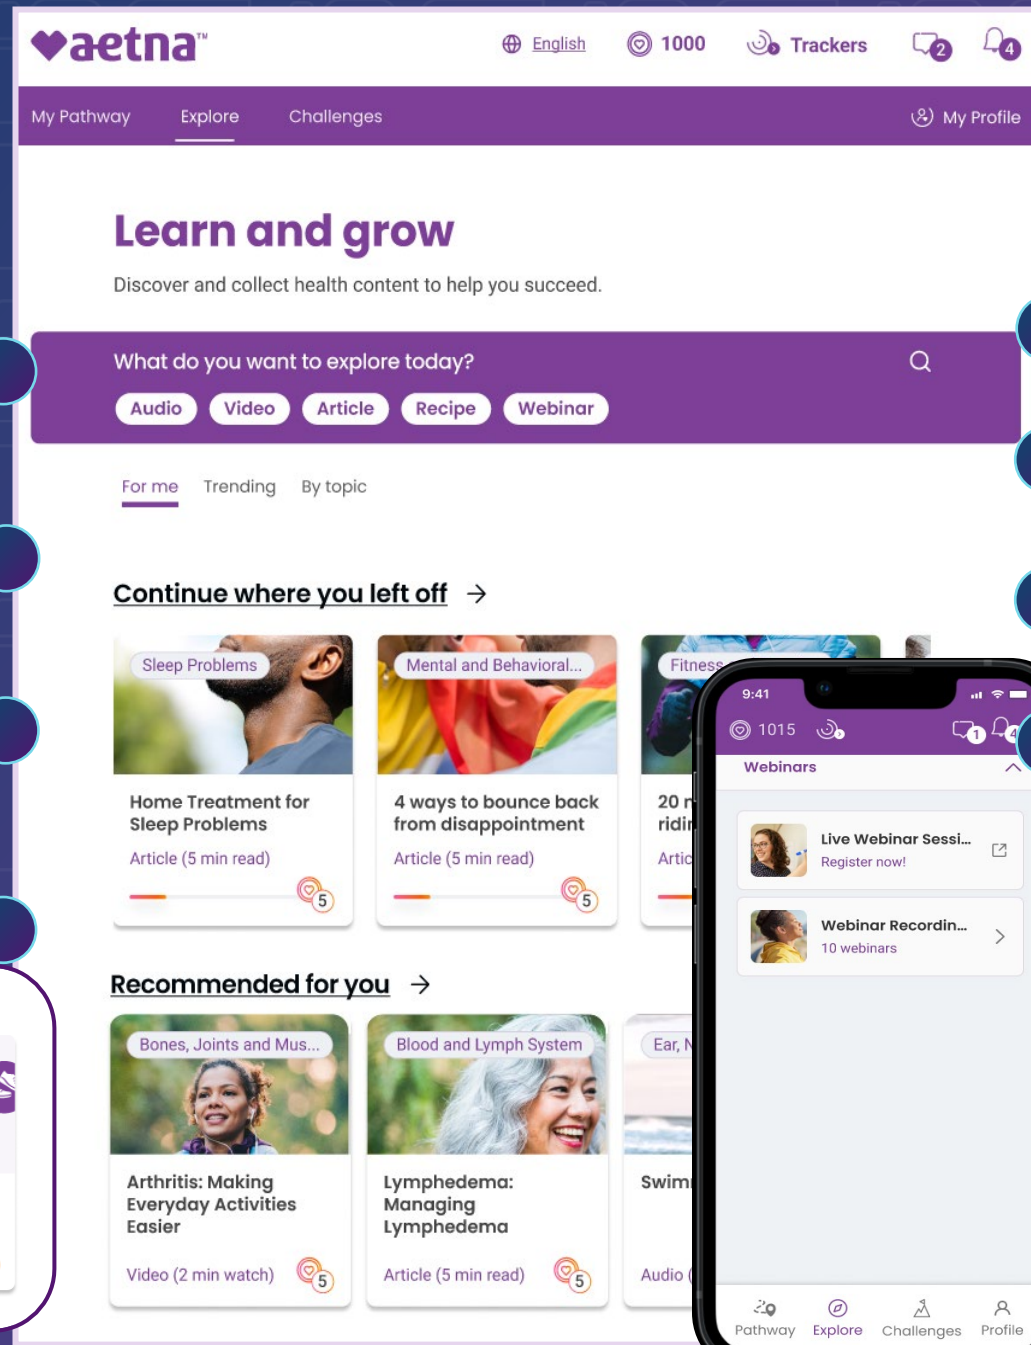 aetna™
English
1000
Trackers
2
4
My Pathway
Explore
Challenges
My Profile
Learn and grow
Discover and collect health content to help you succeed.
What do you want to explore today?
Audio
Video
Article
Recipe
Webinar
For me
Trending
By topic
Continue where you left off
Sleep Problems
Home Treatment for
Sleep Problems
Article (5 min read)
5
Mental and Behavioral...
4 ways to bounce back
from disappointment
Article (5 min read)
5
Fitness
20
Recommended for you
Bones, Joints and Mus...
Arthritis: Making
Everyday Activities
Easier
Video (2 min watch)
5
Blood and Lymph System
Lymphedema:
Managing
Lymphedema
Article (5 min read)
5
Ear,
Audio
9:41
1015
1
4
Webinars
Live Webinar Sessi...
Register now!
Webinar Recordin...
10 webinars
Pathway
Explore
Challenges
Profile